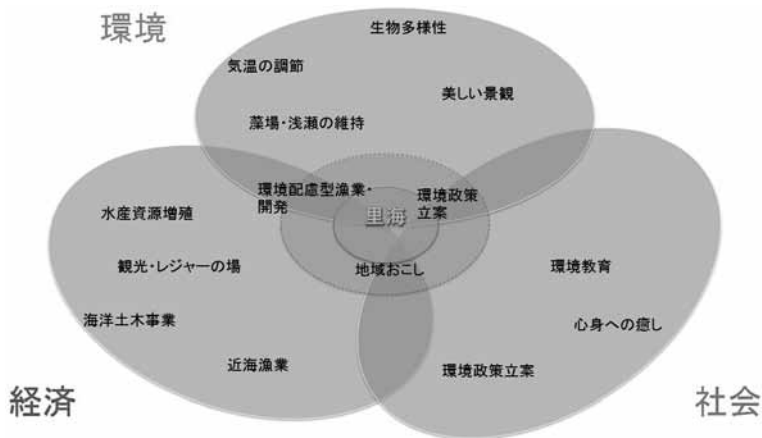 環境
生物多様性
気温の調節
美しい景観
藻場・浅瀬の維持
環境配慮型漁業・
開発
環境政策
立案
里海
水産資源増殖
観光・レジャーの場
地域おこし
環境教育
海洋土木事業
心身への癒し
近海漁業
環境政策立案
経済
社会